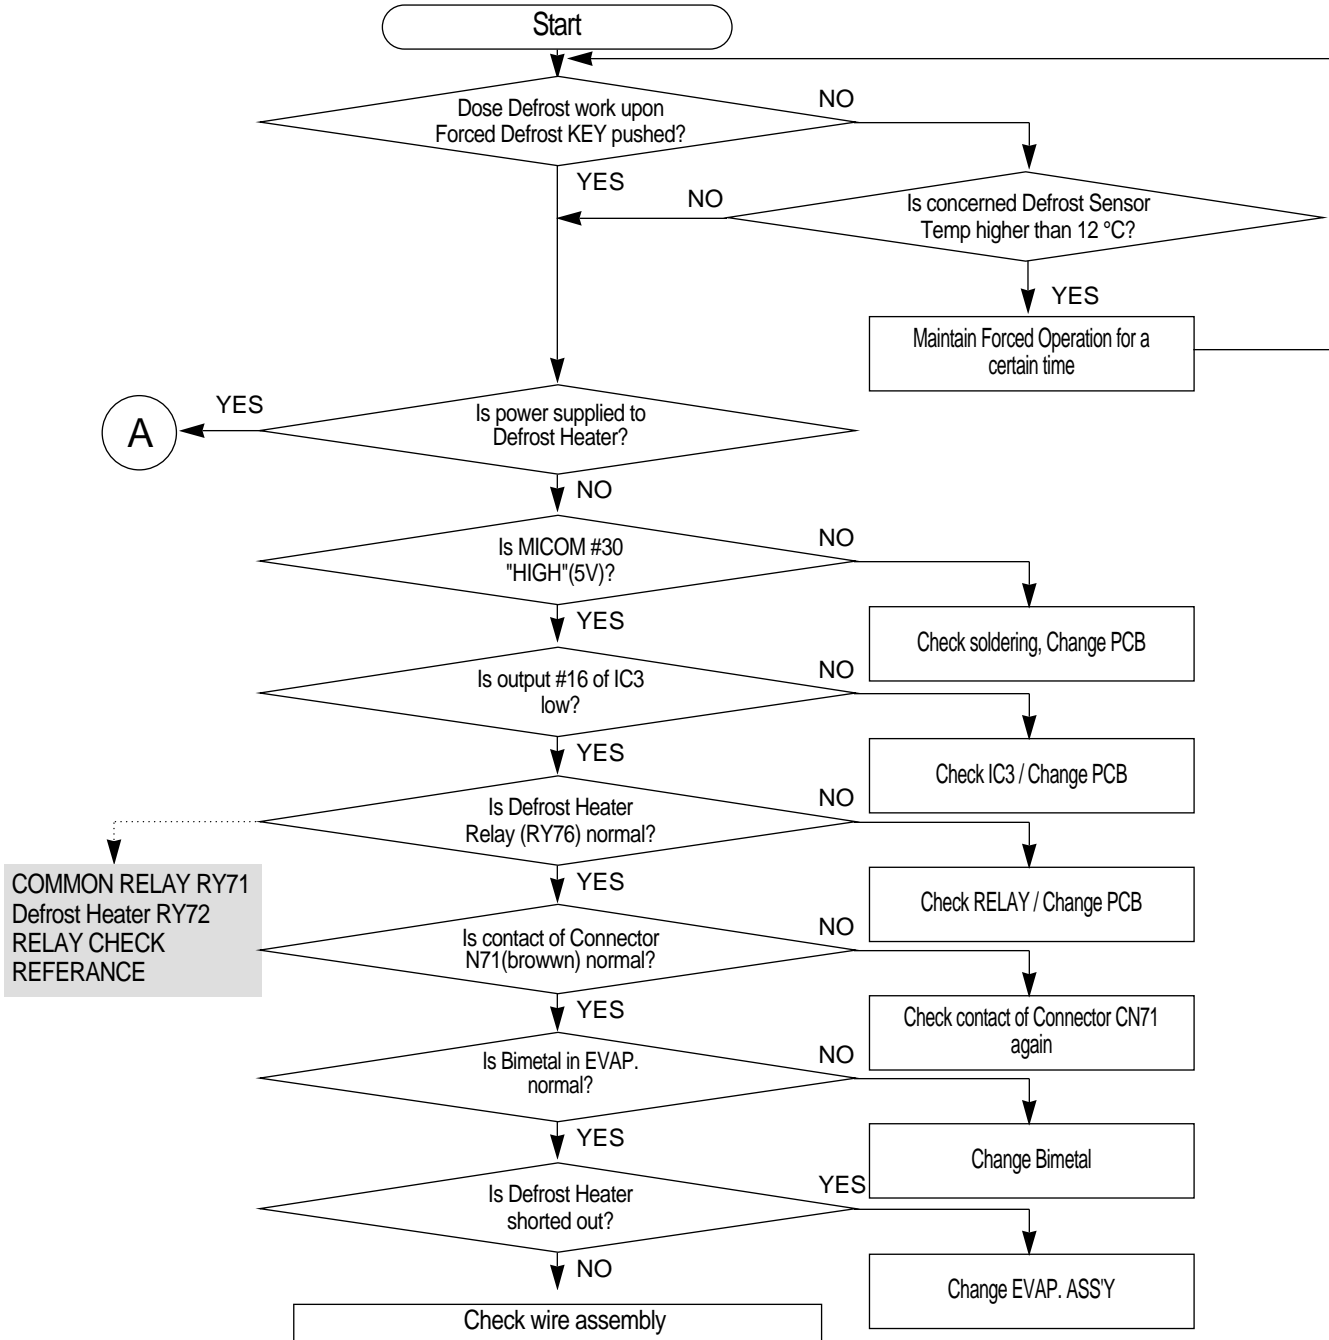 Start
Dose Defrost work upon
Forced Defrost KEY pushed?
NO
YES
NO
Is concerned Defrost Sensor
Temp higher than 12 °C?
YES
Maintain Forced Operation for a
certain time
YES
A
Is power supplied to
Defrost Heater?
NO
Is MICOM #30
"HIGH"(5V)?
NO
YES
Check soldering, Change PCB
Is output #16 of IC3
low?
NO
YES
Check IC3 / Change PCB
Is Defrost Heater
Relay (RY76) normal?
NO
YES
COMMON RELAY RY71
Defrost Heater RY72
RELAY CHECK
REFERANCE
Check RELAY / Change PCB
Is contact of Connector
N71(browwn) normal?
NO
YES
Check contact of Connector CN71
again
Is Bimetal in EVAP.
normal?
NO
YES
Change Bimetal
Is Defrost Heater
shorted out?
YES
NO
Change EVAP. ASS'Y
Check wire assembly